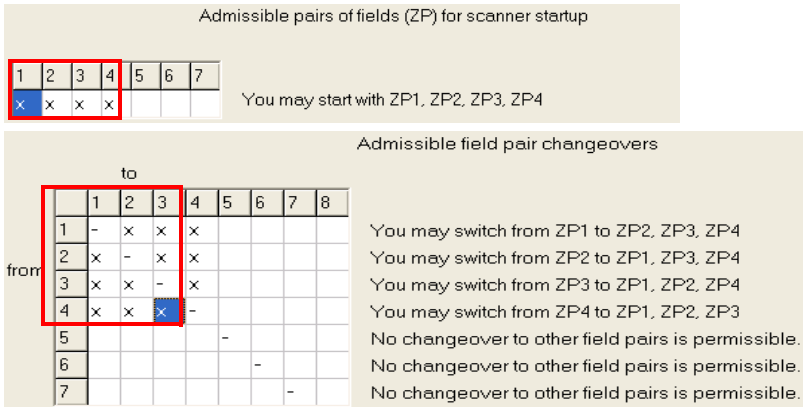 Admissible pairs of fields (ZP) for scanner startup
1 2 3 4 5 6 7
x x x x You may start with ZP1, ZP2, ZP3, ZP4
Admissible field pair changeovers
to
1 2 3 4 5 6 7 8
1 - x x x You may switch from ZP1 to ZP2, ZP3, ZP4
2 x - x x You may switch from ZP2 to ZP1, ZP3, ZP4
from
3 x x - x You may switch from ZP3 to ZP1, ZP2, ZP4
4 x x x - You may switch from ZP4 to ZP1, ZP2, ZP3
5 - No changeover to other field pairs is permissible.
6 - No changeover to other field pairs is permissible.
7 - No changeover to other field pairs is permissible.